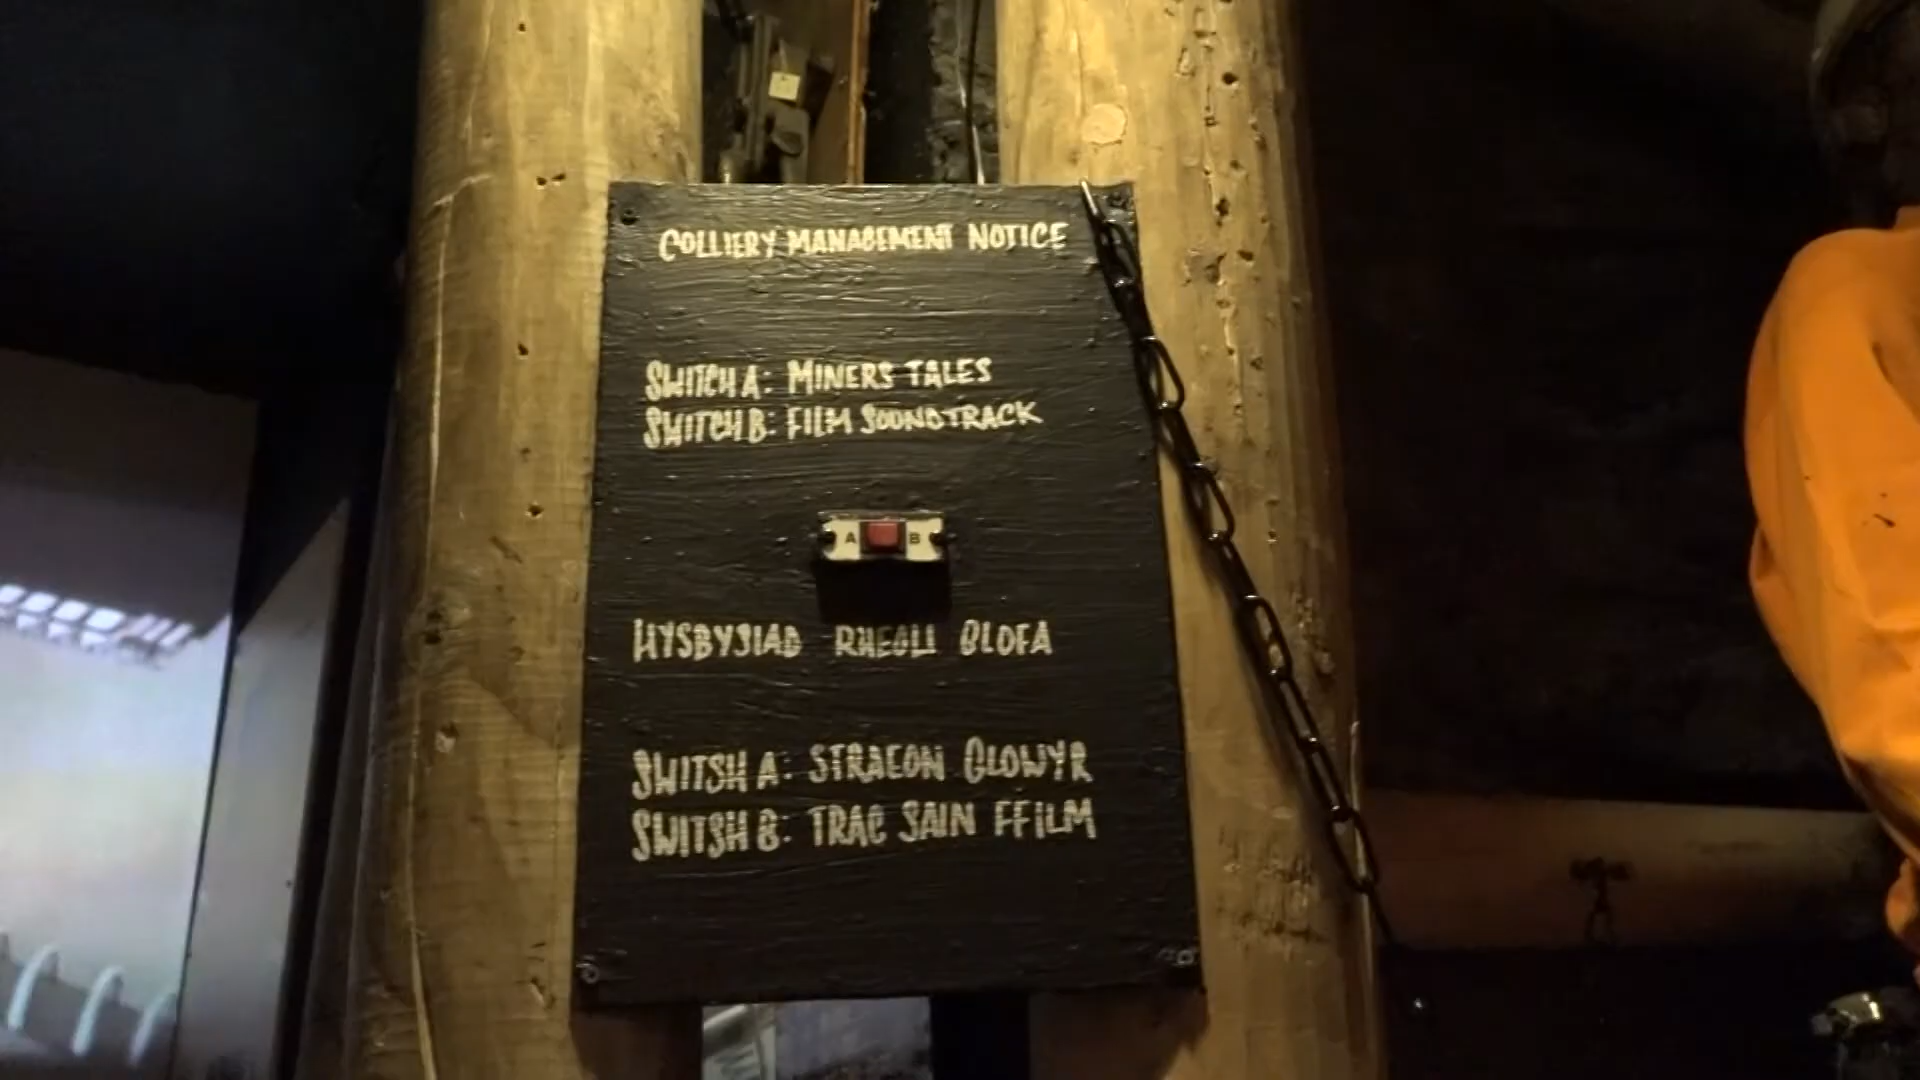 COLLIERY MANAGEMENT NOTICE
SWITCH A: MINERS TALES
SWITCH B: FILM SOUNDTRACK
A B
HYSBYSIAD RHEOLI GLOFA
SWITSH A: STRAEON GLOWYR
SWITSH B: TRAC SAIN FFILM